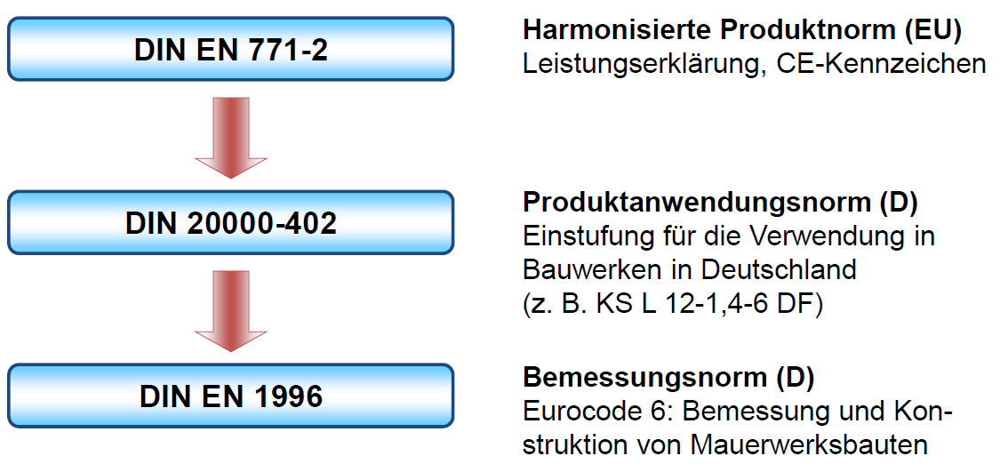 DIN EN 771-2
Harmonisierte Produktnorm (EU)
Leistungserklärung, CE-Kennzeichen
DIN 20000-402
Produktanwendungsnorm (D)
Einstufung für die Verwendung in
Bauwerken in Deutschland
(z. B. KS L 12-1,4-6 DF)
DIN EN 1996
Bemessungsnorm (D)
Eurocode 6: Bemessung und Kon-
struktion von Mauerwerksbauten